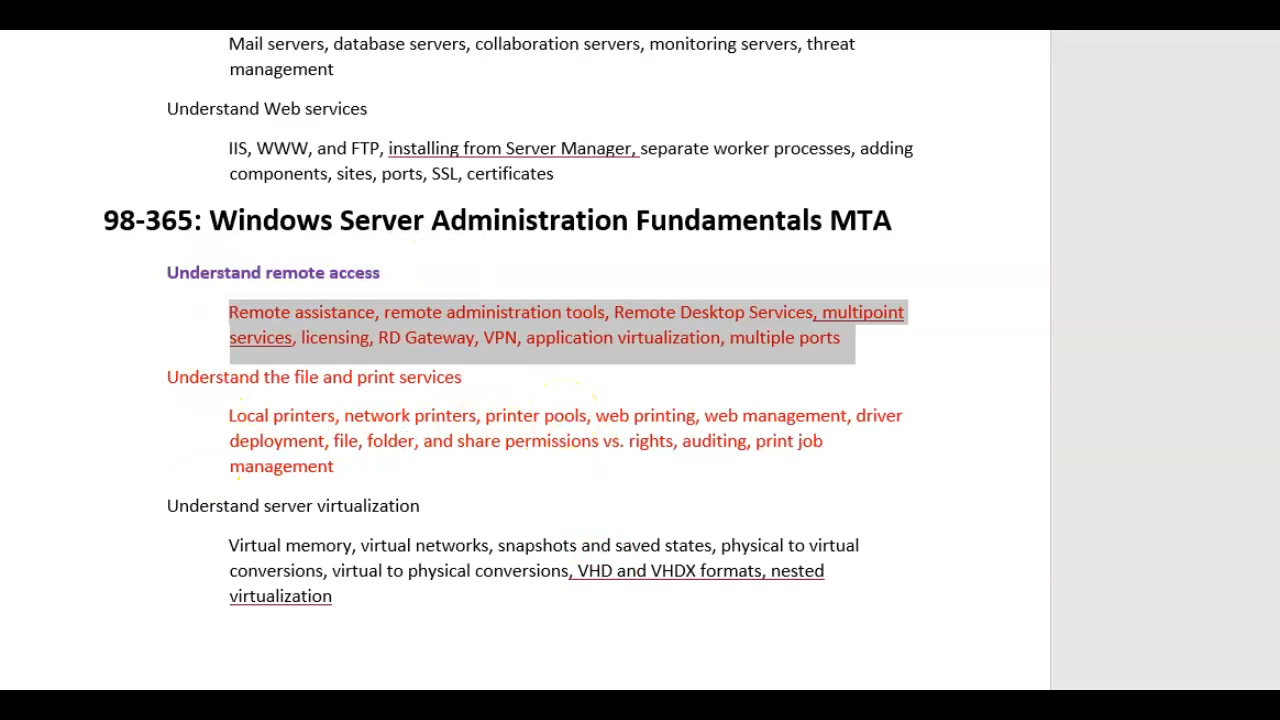 Mail servers, database servers, collaboration servers, monitoring servers, threat
management
Understand Web services
IIS, WWW, and FTP, installing from Server Manager, separate worker processes, adding
components, sites, ports, SSL, certificates
98-365: Windows Server Administration Fundamentals MTA
Understand remote access
Remote assistance, remote administration tools, Remote Desktop Services, multipoint
services, licensing, RD Gateway, VPN, application virtualization, multiple ports
Understand the file and print services
Local printers, network printers, printer pools, web printing, web management, driver
deployment, file, folder, and share permissions vs. rights, auditing, print job
management
Understand server virtualization
Virtual memory, virtual networks, snapshots and saved states, physical to virtual
conversions, virtual to physical conversions, VHD and VHDX formats, nested
virtualization